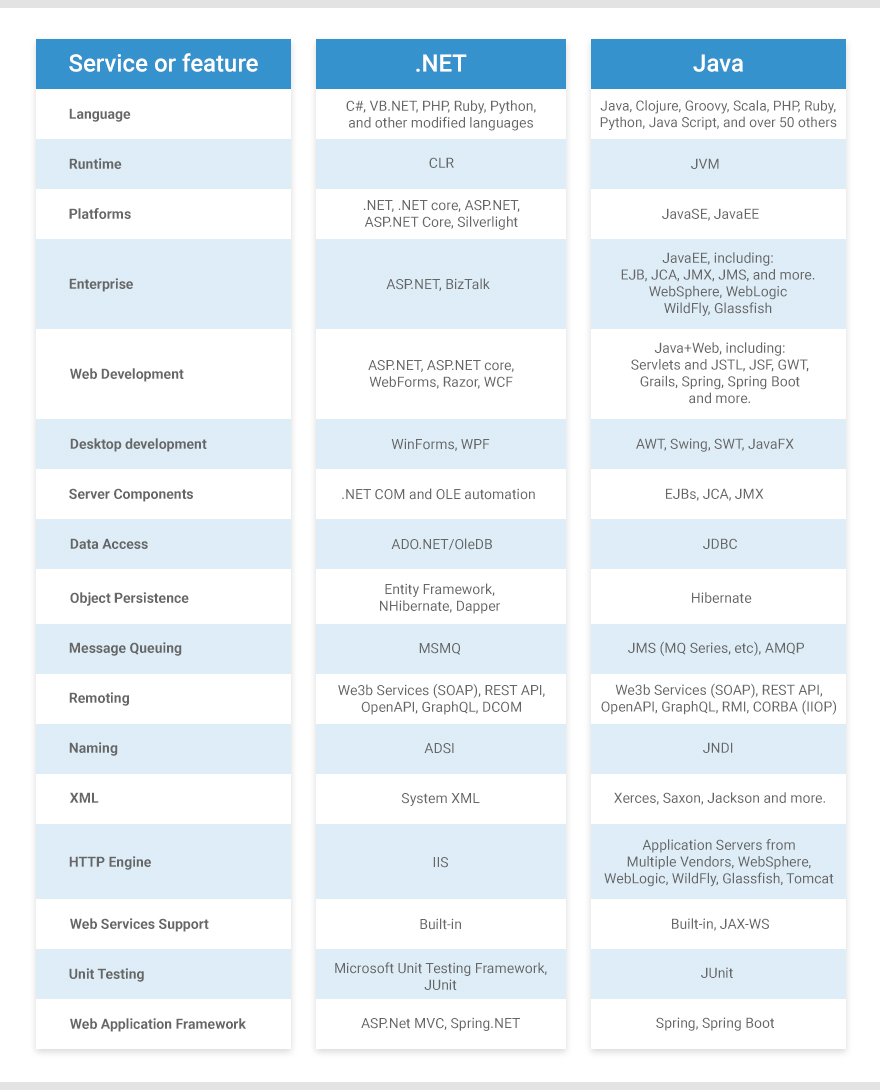 Service or feature
.NET
Java
Language
C#, VB.NET, PHP, Ruby, Python,
and other modified languages
Java, Clojure, Groovy, Scala, PHP, Ruby,
Python, Java Script, and over 50 others
Runtime
CLR
JVM
Platforms
.NET, .NET core, ASP.NET,
ASP.NET Core, Silverlight
JavaSE, JavaEE
Enterprise
ASP.NET, BizTalk
JavaEE, including:
EJB, JCA, JMX, JMS, and more.
WebSphere, WebLogic
WildFly, Glassfish
Web Development
ASP.NET, ASP.NET core,
WebForms, Razor, WCF
Java+Web, including:
Servlets and JSTL, JSF, GWT,
Grails, Spring, Spring Boot
and more.
Desktop development
WinForms, WPF
AWT, Swing, SWT, JavaFX
Server Components
.NET COM and OLE automation
EJBs, JCA, JMX
Data Access
ADO.NET/OleDB
JDBC
Object Persistence
Entity Framework,
NHibernate, Dapper
Hibernate
Message Queuing
MSMQ
JMS (MQ Series, etc), AMQP
Remoting
We3b Services (SOAP), REST API,
OpenAPI, GraphQL, DCOM
We3b Services (SOAP), REST API,
OpenAPI, GraphQL, RMI, CORBA (IIOP)
Naming
ADSI
JNDI
XML
System XML
Xerces, Saxon, Jackson and more.
HTTP Engine
IIS
Application Servers from
Multiple Vendors, WebSphere,
WebLogic, WildFly, Glassfish, Tomcat
Web Services Support
Built-in
Built-in, JAX-WS
Unit Testing
Microsoft Unit Testing Framework,
JUnit
JUnit
Web Application Framework
ASP.Net MVC, Spring.NET
Spring, Spring Boot